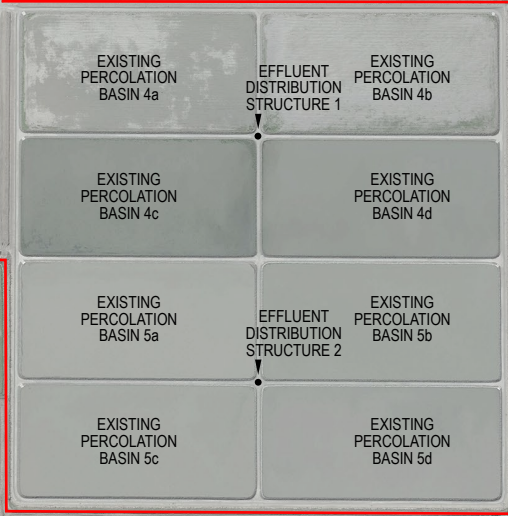 EXISTING
PERCOLATION
BASIN 4a
EFFLUENT
DISTRIBUTION
STRUCTURE 1
EXISTING
PERCOLATION
BASIN 4b
EXISTING
PERCOLATION
BASIN 4c
EXISTING
PERCOLATION
BASIN 4d
EXISTING
PERCOLATION
BASIN 5a
EFFLUENT
DISTRIBUTION
STRUCTURE 2
EXISTING
PERCOLATION
BASIN 5b
EXISTING
PERCOLATION
BASIN 5c
EXISTING
PERCOLATION
BASIN 5d